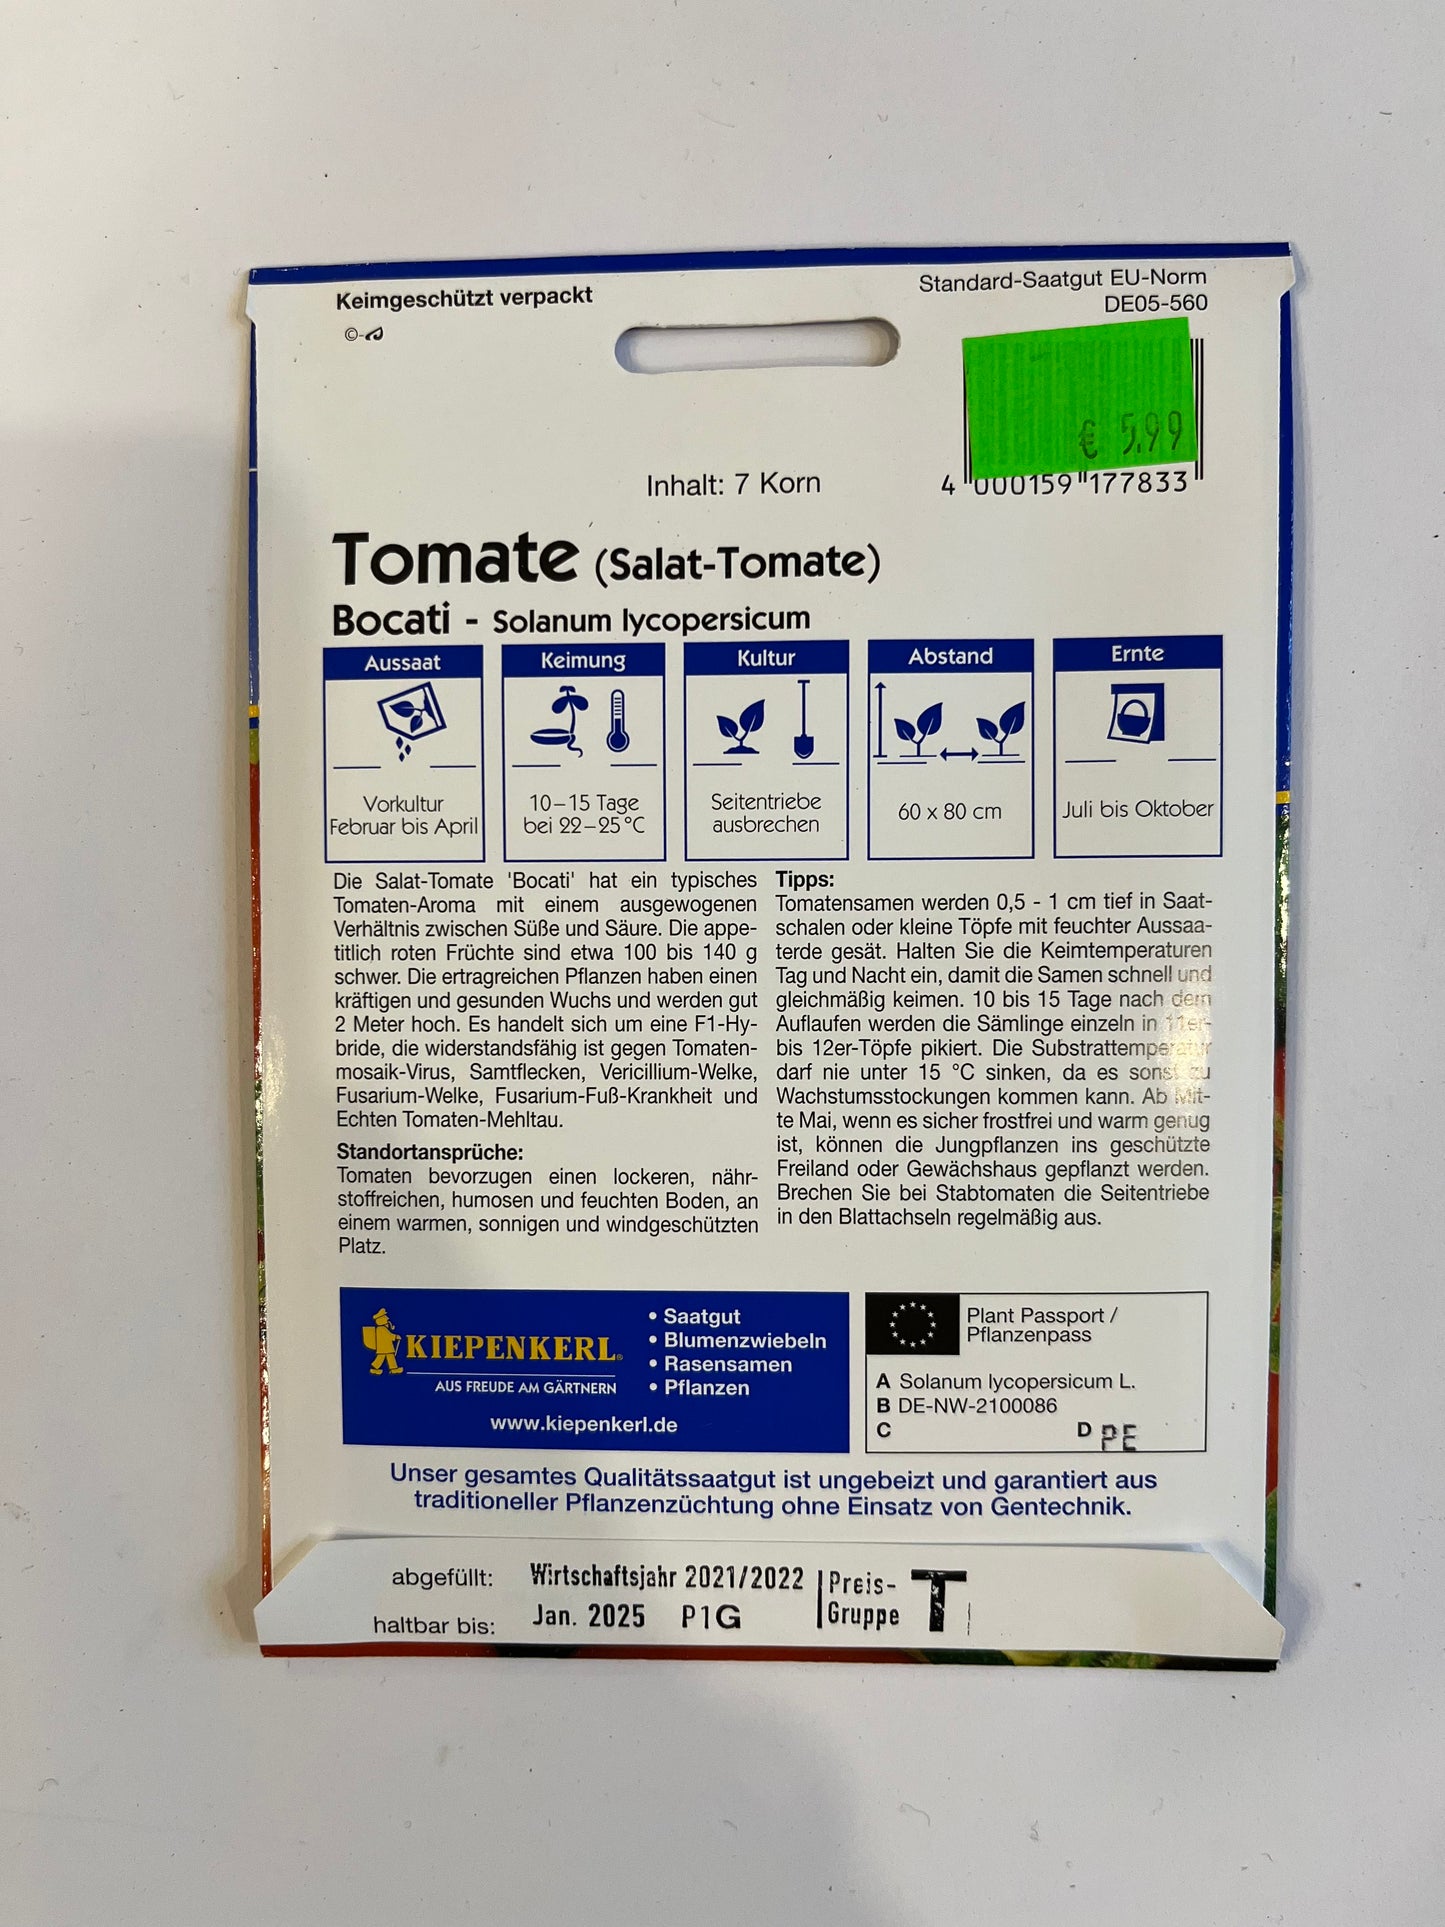 Keimgeschützt verpackt
Standard-Saatgut EU-Norm
DE05-560
©-
€ 5,99
Inhalt: 7 Korn
4 000159 177833
Tomate (Salat-Tomate)
Bocati - Solanum lycopersicum
Aussaat
Vorkultur
Februar bis April
Keimung
10–15 Tage
bei 22–25°C
Kultur
Seitentriebe
ausbrechen
Abstand
60 x 80 cm
Ernte
Juli bis Oktober
Die Salat-Tomate 'Bocati' hat ein typisches
Tomaten-Aroma mit einem ausgewogenen
Verhältnis zwischen Süße und Säure. Die appe-
titlich roten Früchte sind etwa 100 bis 140 g
schwer. Die ertragreichen Pflanzen haben einen
kräftigen und gesunden Wuchs und werden gut
2 Meter hoch. Es handelt sich um eine F1-Hy-
bride, die widerstandsfähig ist gegen Tomaten-
mosaik-Virus, Samtflecken, Vericillium-Welke,
Fusarium-Welke, Fusarium-Fuß-Krankheit und
Echten Tomaten-Mehltau.
Standortansprüche:
Tomaten bevorzugen einen lockeren, nähr-
stoffreichen, humosen und feuchten Boden, an
einem warmen, sonnigen und windgeschützten
Platz.
Tipps:
Tomatensamen werden 0,5 - 1 cm tief in Saat-
schalen oder kleine Töpfe mit feuchter Aussaa-
terde gesät. Halten Sie die Keimtemperaturen
Tag und Nacht ein, damit die Samen schnell und
gleichmäßig keimen. 10 bis 15 Tage nach dem
Auflaufen werden die Sämlinge einzeln in 11er-
bis 12er-Töpfe pikiert. Die Substrattemperatur
darf nie unter 15 °C sinken, da es sonst zu
Wachstumsstockungen kommen kann. Ab Mit-
te Mai, wenn es sicher frostfrei und warm genug
ist, können die Jungpflanzen ins geschützte
Freiland oder Gewächshaus gepflanzt werden.
Brechen Sie bei Stabtomaten die Seitentriebe
in den Blattachseln regelmäßig aus.
KIEPENKERL®
AUS FREUDE AM GÄRTNERN
• Saatgut
• Blumenzwiebeln
• Rasensamen
• Pflanzen
www.kiepenkerl.de
Plant Passport /
Pflanzenpass
A Solanum lycopersicum L.
B DE-NW-2100086
C D PE
Unser gesamtes Qualitätssaatgut ist ungebeizt und garantiert aus
traditioneller Pflanzenzüchtung ohne Einsatz von Gentechnik.
abgefüllt: Wirtschaftsjahr 2021/2022
haltbar bis: Jan. 2025 P1G
Preis-
Gruppe T